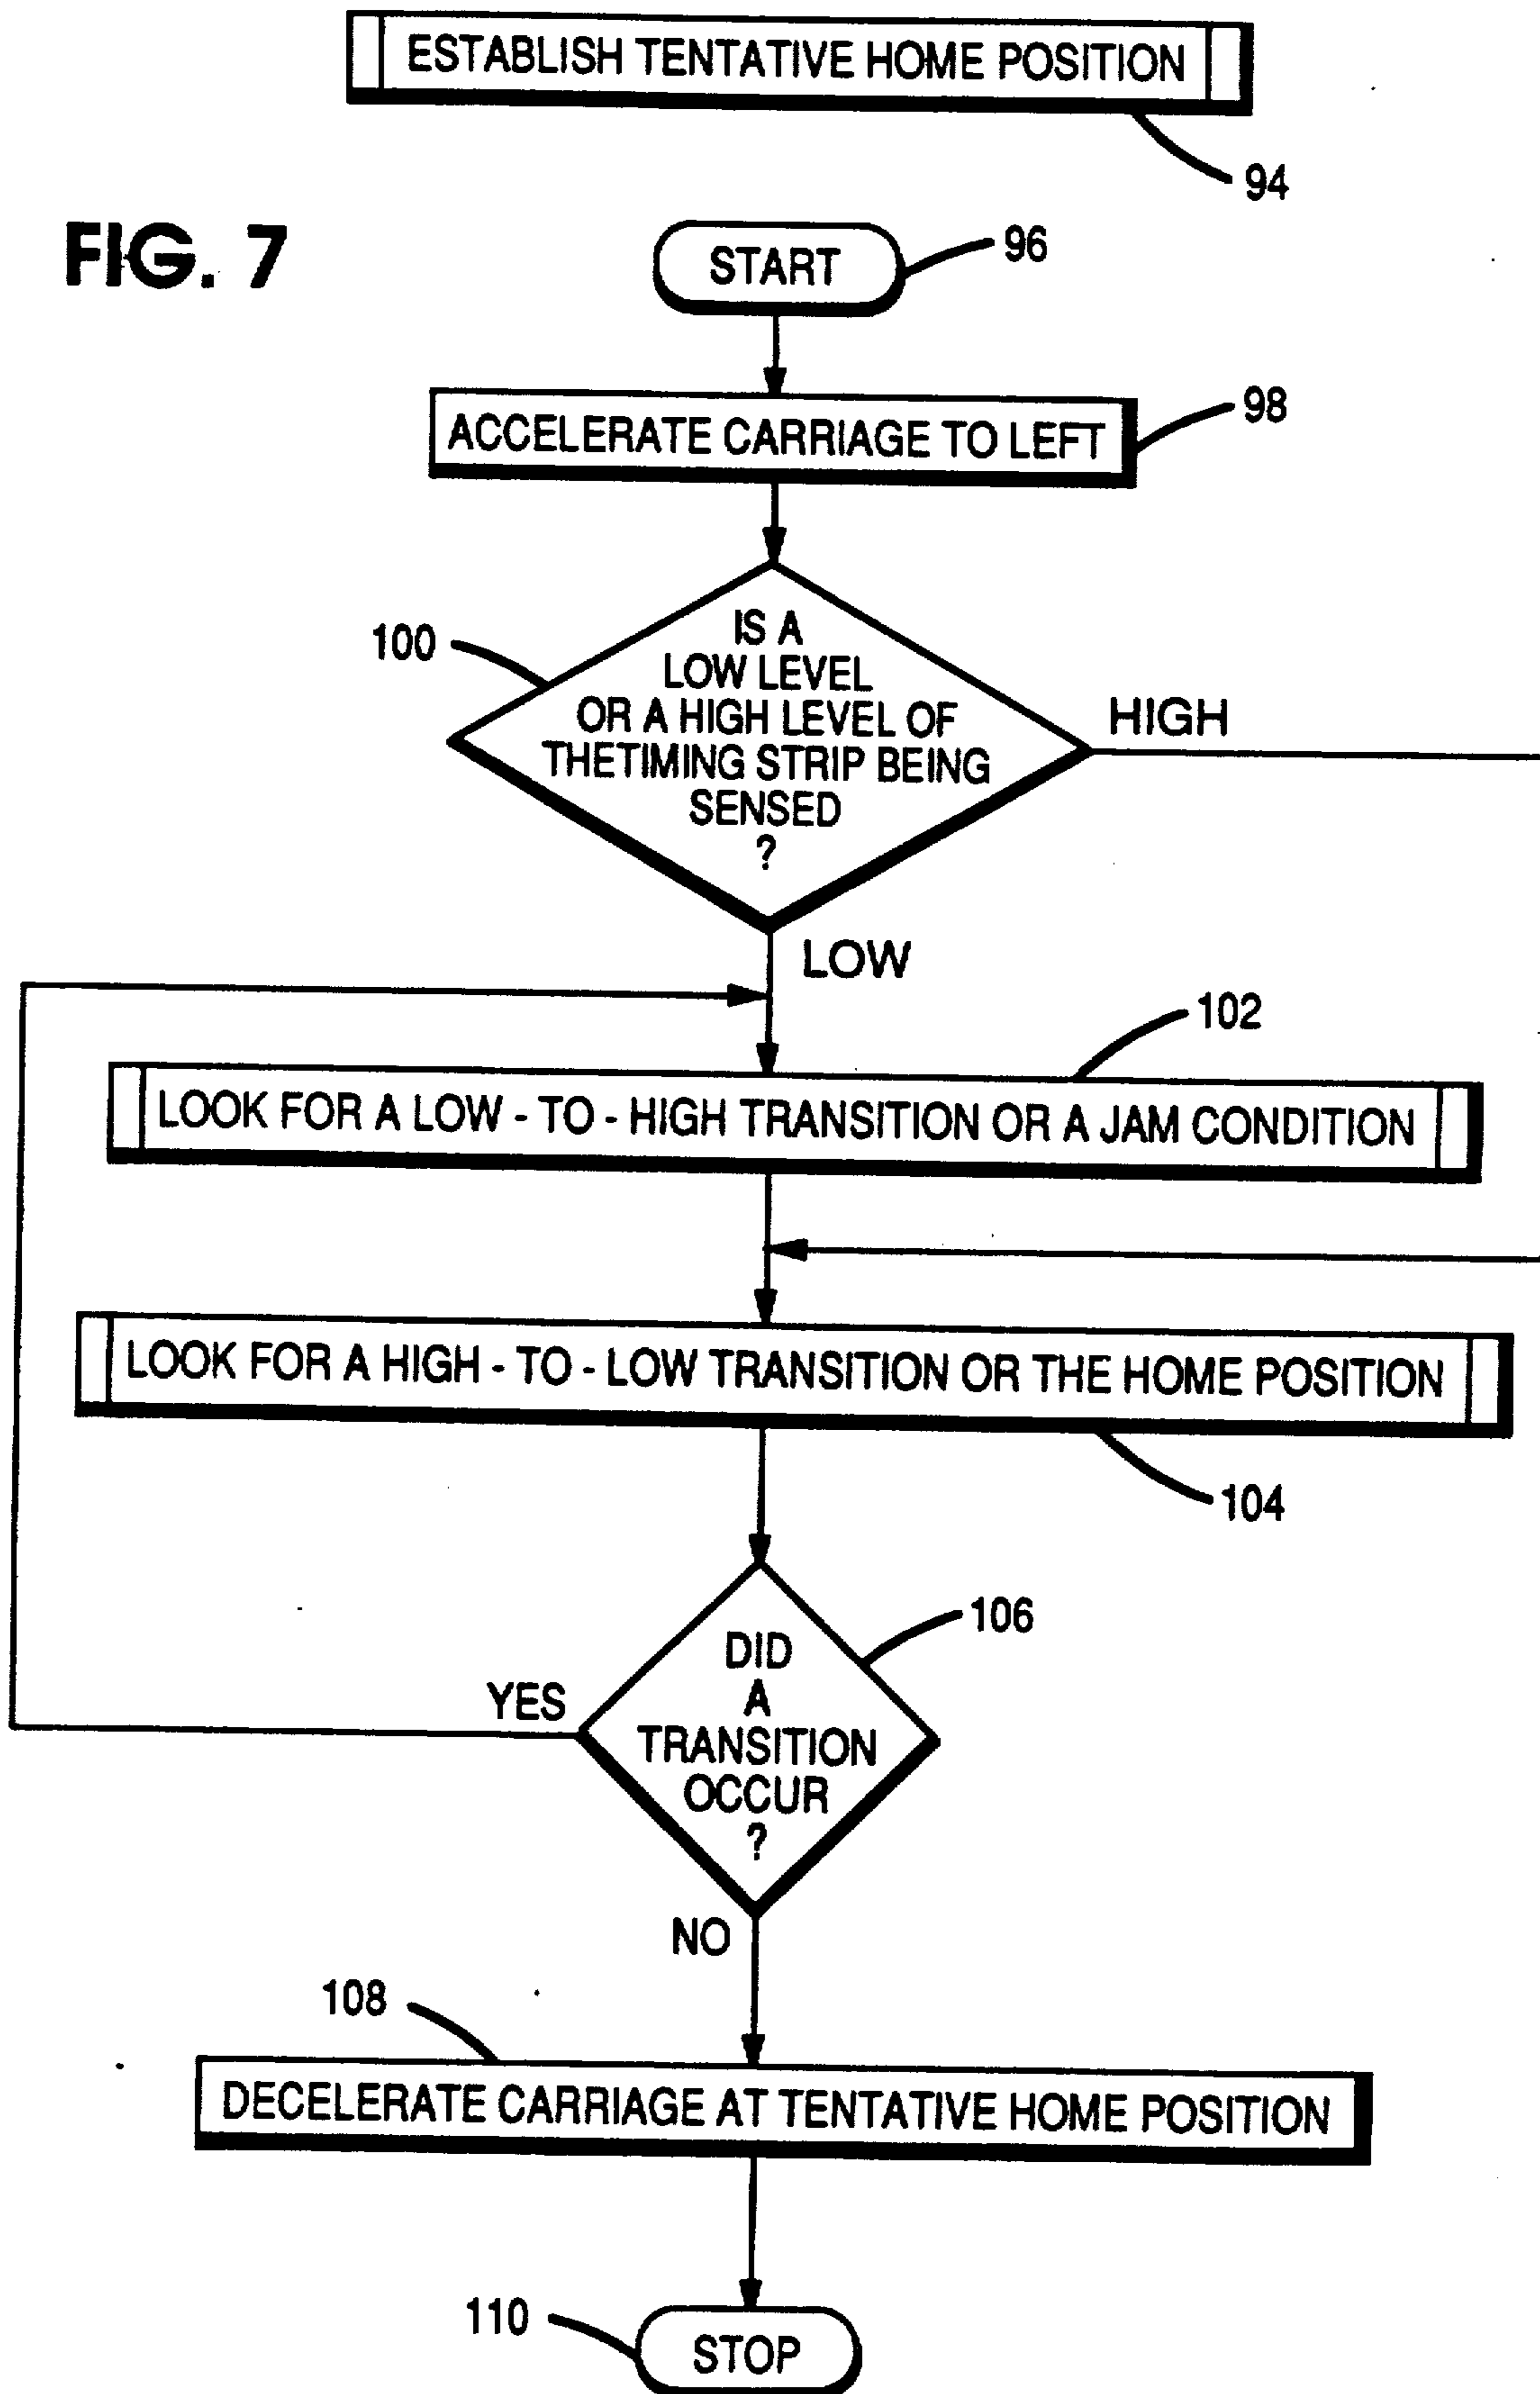 ESTABLISH TENTATIVE HOME POSITION
94
FIG. 7
START
96
ACCELERATE CARRIAGE TO LEFT
98
100
IS A
LOW LEVEL
OR A HIGH LEVEL OF
THETIMING STRIP BEING
SENSED
?
HIGH
LOW
102
LOOK FOR A LOW - TO - HIGH TRANSITION OR A JAM CONDITION
LOOK FOR A HIGH - TO - LOW TRANSITION OR THE HOME POSITION
104
106
DID
A
TRANSITION
OCCUR
?
YES
NO
108
DECELERATE CARRIAGE AT TENTATIVE HOME POSITION
110
STOP